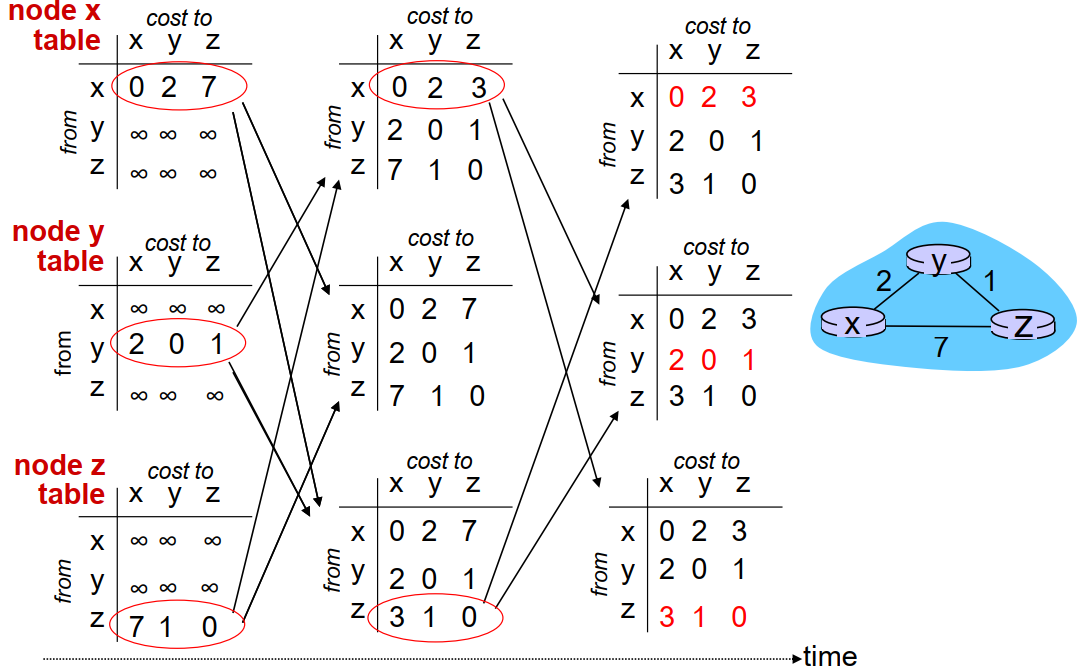 node x table
cost to
x y z
from
x 0 2 7
y ∞ ∞ ∞
z ∞ ∞ ∞
cost to
x y z
from
x 0 2 3
y 2 0 1
z 7 1 0
cost to
x y z
from
x 0 2 3
y 2 0 1
z 3 1 0
node y table
cost to
x y z
from
x ∞ ∞ ∞
y 2 0 1
z ∞ ∞ ∞
cost to
x y z
from
x 0 2 7
y 2 0 1
z 7 1 0
cost to
x y z
from
x 0 2 3
y 2 0 1
z 3 1 0
node z table
cost to
x y z
from
x ∞ ∞ ∞
y ∞ ∞ ∞
z 7 1 0
cost to
x y z
from
x 0 2 7
y 2 0 1
z 3 1 0
cost to
x y z
from
x 0 2 3
y 2 0 1
z 3 1 0
y
2 1
x z
7
time